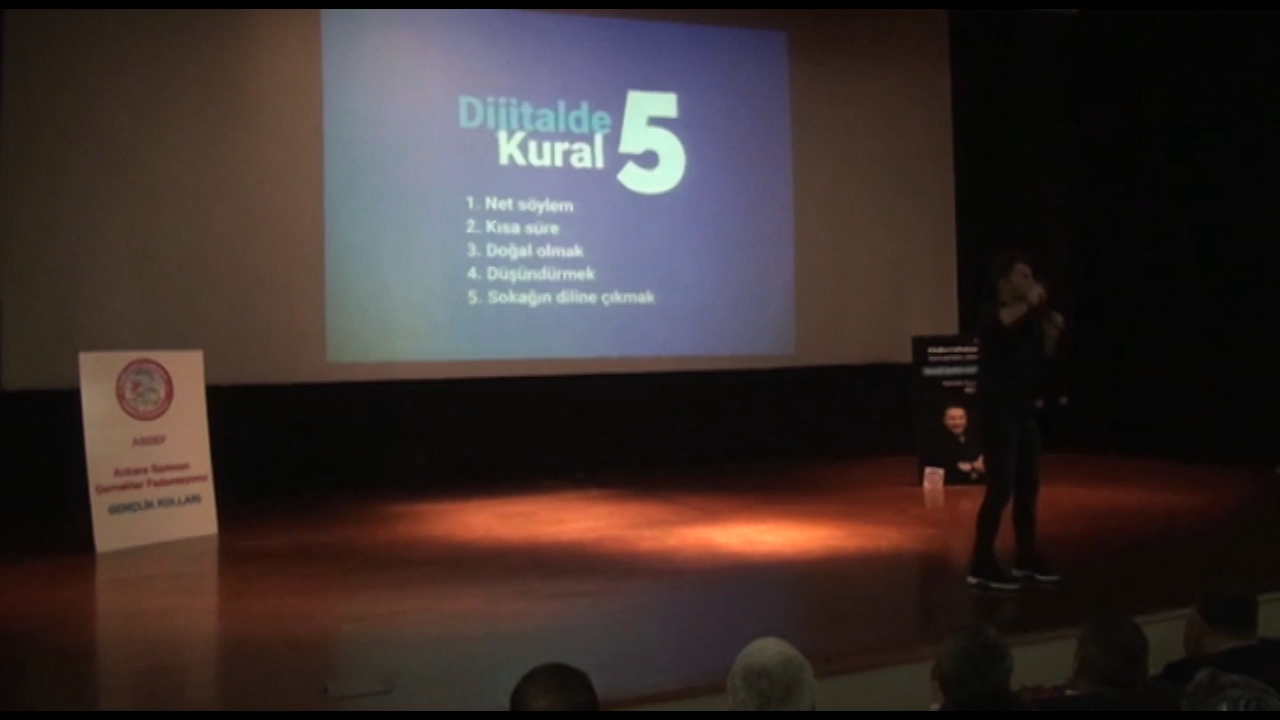 Dijitalde
Kural 5
1. Net söylem
2. Kısa süre
3. Doğal olmak
4. Düşündürmek
5. Sokağın diline çıkmak
ASDEF
Ankara Samsun
Dernekler Federasyonu
GENÇLİK KOLLARI